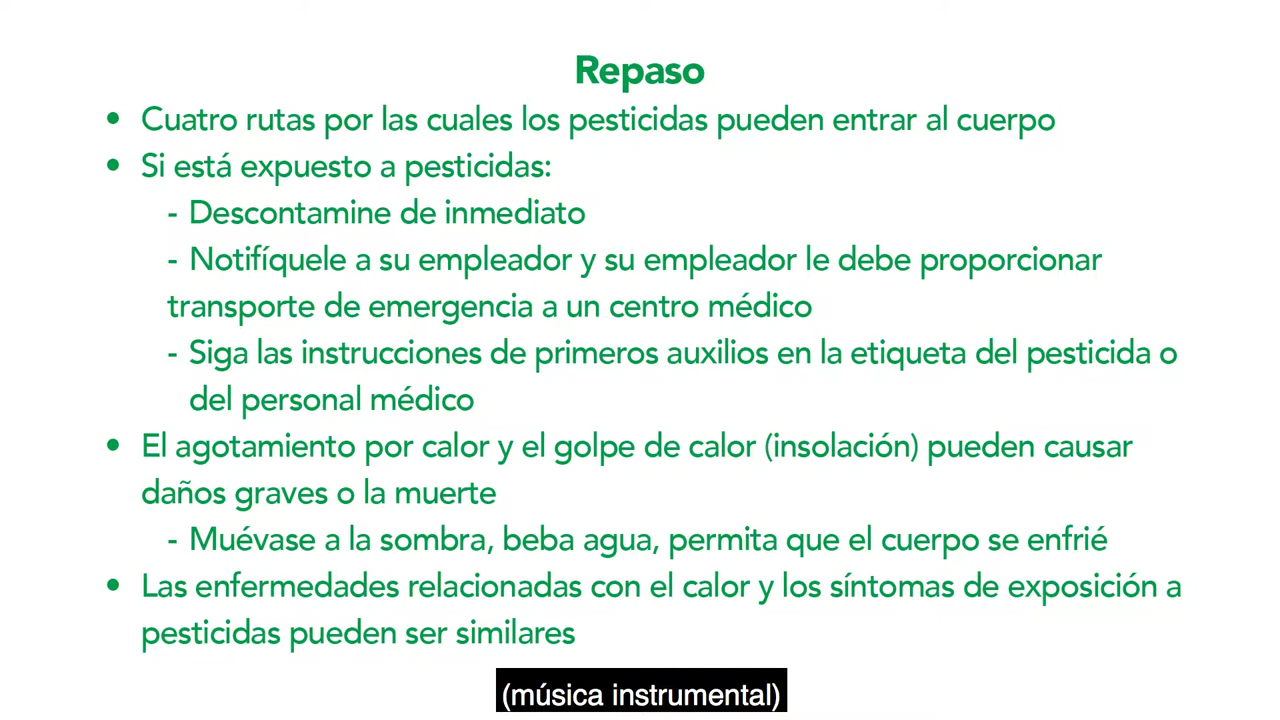 Repaso
• Cuatro rutas por las cuales los pesticidas pueden entrar al cuerpo
• Si está expuesto a pesticidas:
- Descontamine de inmediato
- Notifíquele a su empleador y su empleador le debe proporcionar
transporte de emergencia a un centro médico
- Siga las instrucciones de primeros auxilios en la etiqueta del pesticida o
del personal médico
• El agotamiento por calor y el golpe de calor (insolación) pueden causar
daños graves o la muerte
- Muévase a la sombra, beba agua, permita que el cuerpo se enfrié
• Las enfermedades relacionadas con el calor y los síntomas de exposición a
pesticidas pueden ser similares
(música instrumental)